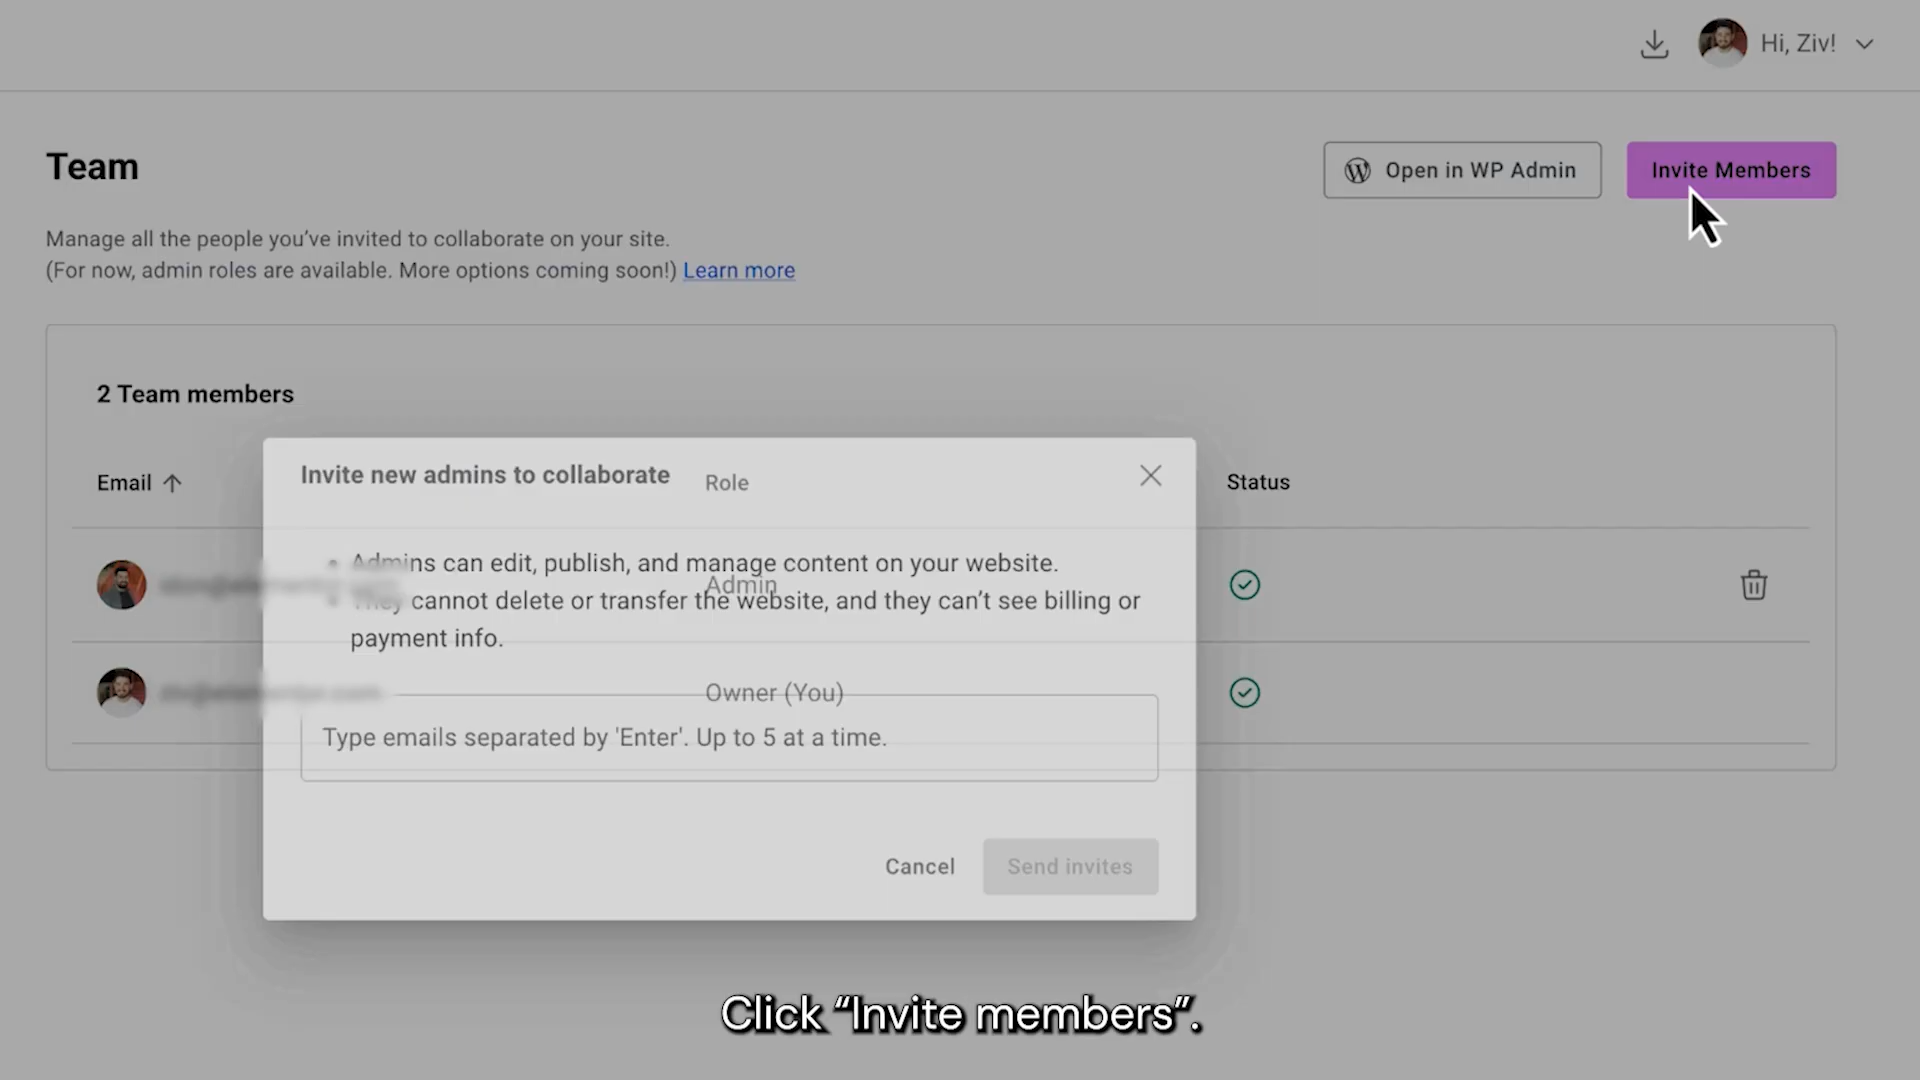 Hi, Ziv!
Team
Open in WP Admin
Invite Members
Manage all the people you’ve invited to collaborate on your site.
(For now, admin roles are available. More options coming soon!) Learn more
2 Team members
Email
Role
Status
Invite new admins to collaborate
Admins can edit, publish, and manage content on your website.
They cannot delete or transfer the website, and they can’t see billing or
payment info.
Admin
Owner (You)
Type emails separated by 'Enter'. Up to 5 at a time.
Cancel
Send invites
Click “Invite members”.